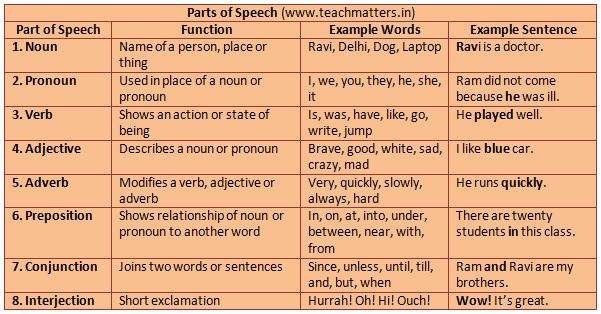 Parts of Speech (www.teachmatters.in)
Part of Speech Function Example Words Example Sentence
1. Noun Name of a person, place or thing Ravi, Delhi, Dog, Laptop Ravi is a doctor.
2. Pronoun Used in place of a noun or pronoun I, we, you, they, he, she, it Ram did not come because he was ill.
3. Verb Shows an action or state of being Is, was, have, like, go, write, jump He played well.
4. Adjective Describes a noun or pronoun Brave, good, white, sad, crazy, mad I like blue car.
5. Adverb Modifies a verb, adjective or adverb Very, quickly, slowly, always, hard He runs quickly.
6. Preposition Shows relationship of noun or pronoun to another word In, on, at, into, under, between, near, with, from There are twenty students in this class.
7. Conjunction Joins two words or sentences Since, unless, until, till, and, but, when Ram and Ravi are my brothers.
8. Interjection Short exclamation Hurrah! Oh! Hi! Ouch! Wow! It's great.